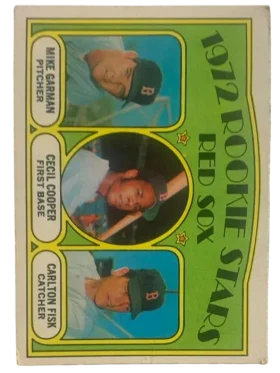 1972 ROOKIE STARS
RED SOX
MIKE GARMAN
PITCHER
CECIL COOPER
FIRST BASE
CARLTON FISK
CATCHER
B
B